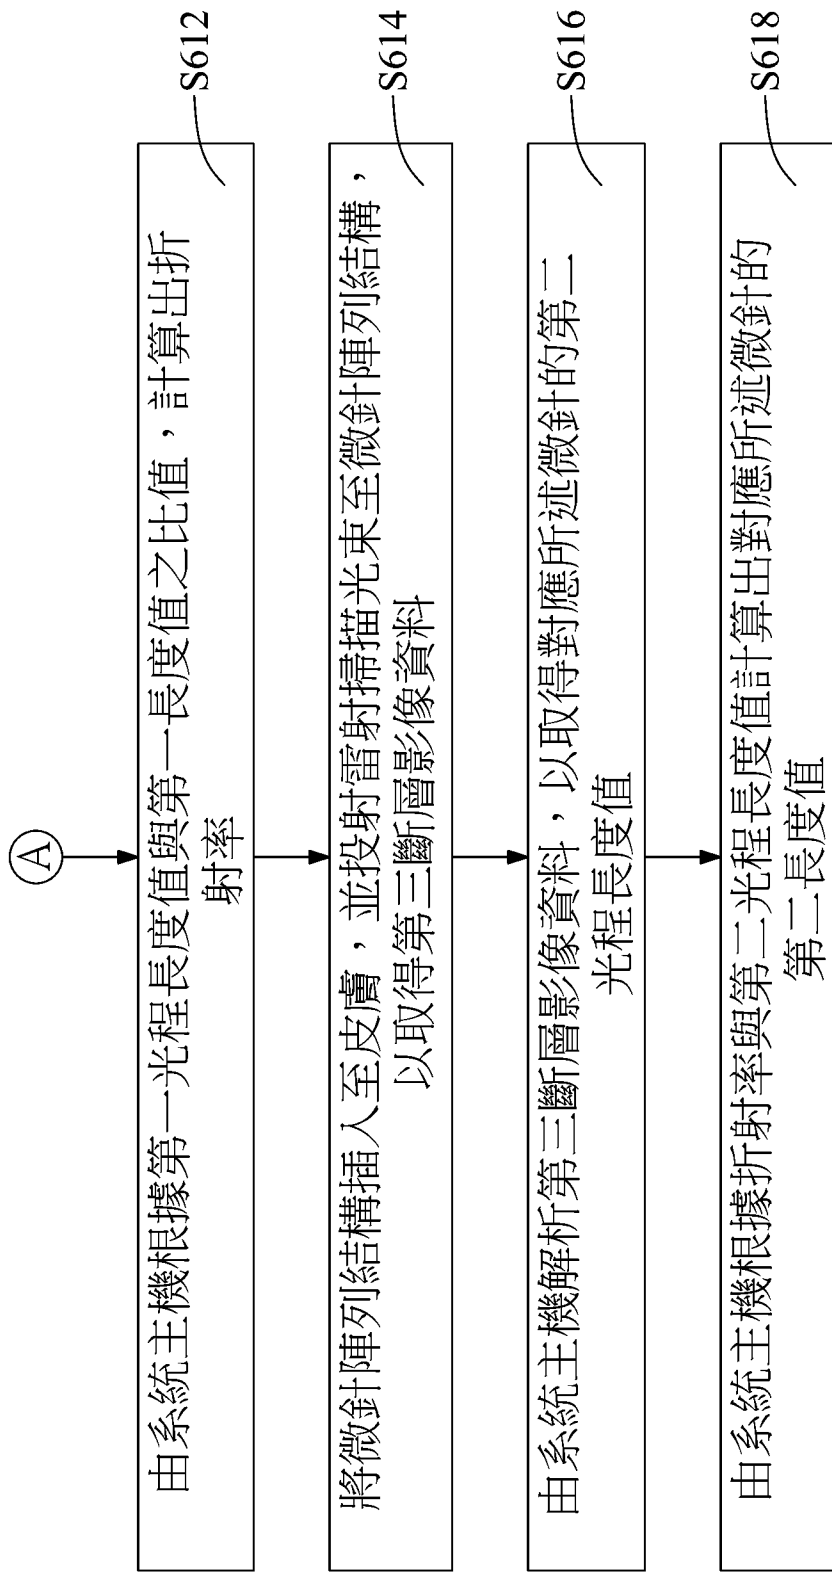 A
由系統主機根據第一光程長度值與第一長度值之比值，計算出折
射率
S612
將微針陣列結構插入至皮膚，並投射雷射掃描光束至微針陣列結構，
以取得第三斷層影像資料
S614
由系統主機解析第三斷層影像資料，以取得對應所述微針的第二
光程長度值
S616
由系統主機根據折射率與第二光程長度值計算出對應所述微針的
第二長度值
S618